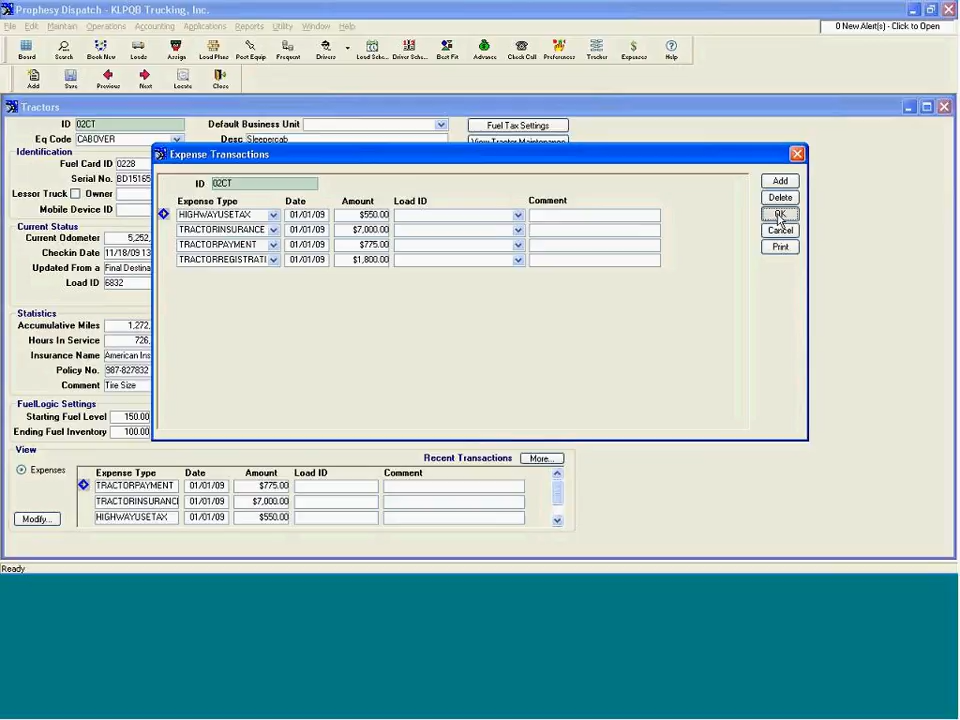 Prophesy Dispatch - KLPQB Trucking, Inc.
File Edit Maintain Operations Accounting Applications Reports Utility Window Help
0 New Alert(s) - Click to Open
Board Search Book New Loads Assign Load Plans Post Equip Frequent Drivers Load Sche... Driver Sche... Best Fit Advance Check Call Preferences Tracker Expenses Help
Add Save Previous Next Locate Close
Tractors
ID 02CT Default Business Unit Fuel Tax Settings
Eq Code CABOVER Desc Sleepercab View Tractor Maintenance
Identification
Fuel Card ID 0228
Serial No. BD15165
Lessor Truck Owner
Mobile Device ID
Current Status
Current Odometer 5,252,
Checkin Date 11/18/09 13
Updated From a Final Destina
Load ID 6832
Statistics
Accumulative Miles 1,272,
Hours In Service 726,
Insurance Name American Ins
Policy No. 987-827832
Comment Tire Size
FuelLogic Settings
Starting Fuel Level 150.00
Ending Fuel Inventory 100.00
Expense Transactions
ID 02CT
Expense Type Date Amount Load ID Comment
HIGHWAYUSETAX 01/01/09 $550.00
TRACTORINSURANCE 01/01/09 $7,000.00
TRACTORPAYMENT 01/01/09 $775.00
TRACTORREGISTRATI 01/01/09 $1,800.00
Add
Delete
OK
Cancel
Print
View
Recent Transactions More...
Expenses
Expense Type Date Amount Load ID Comment
TRACTORPAYMENT 01/01/09 $775.00
TRACTORINSURANCI 01/01/09 $7,000.00
HIGHWAYUSETAX 01/01/09 $550.00
Modify...
Ready